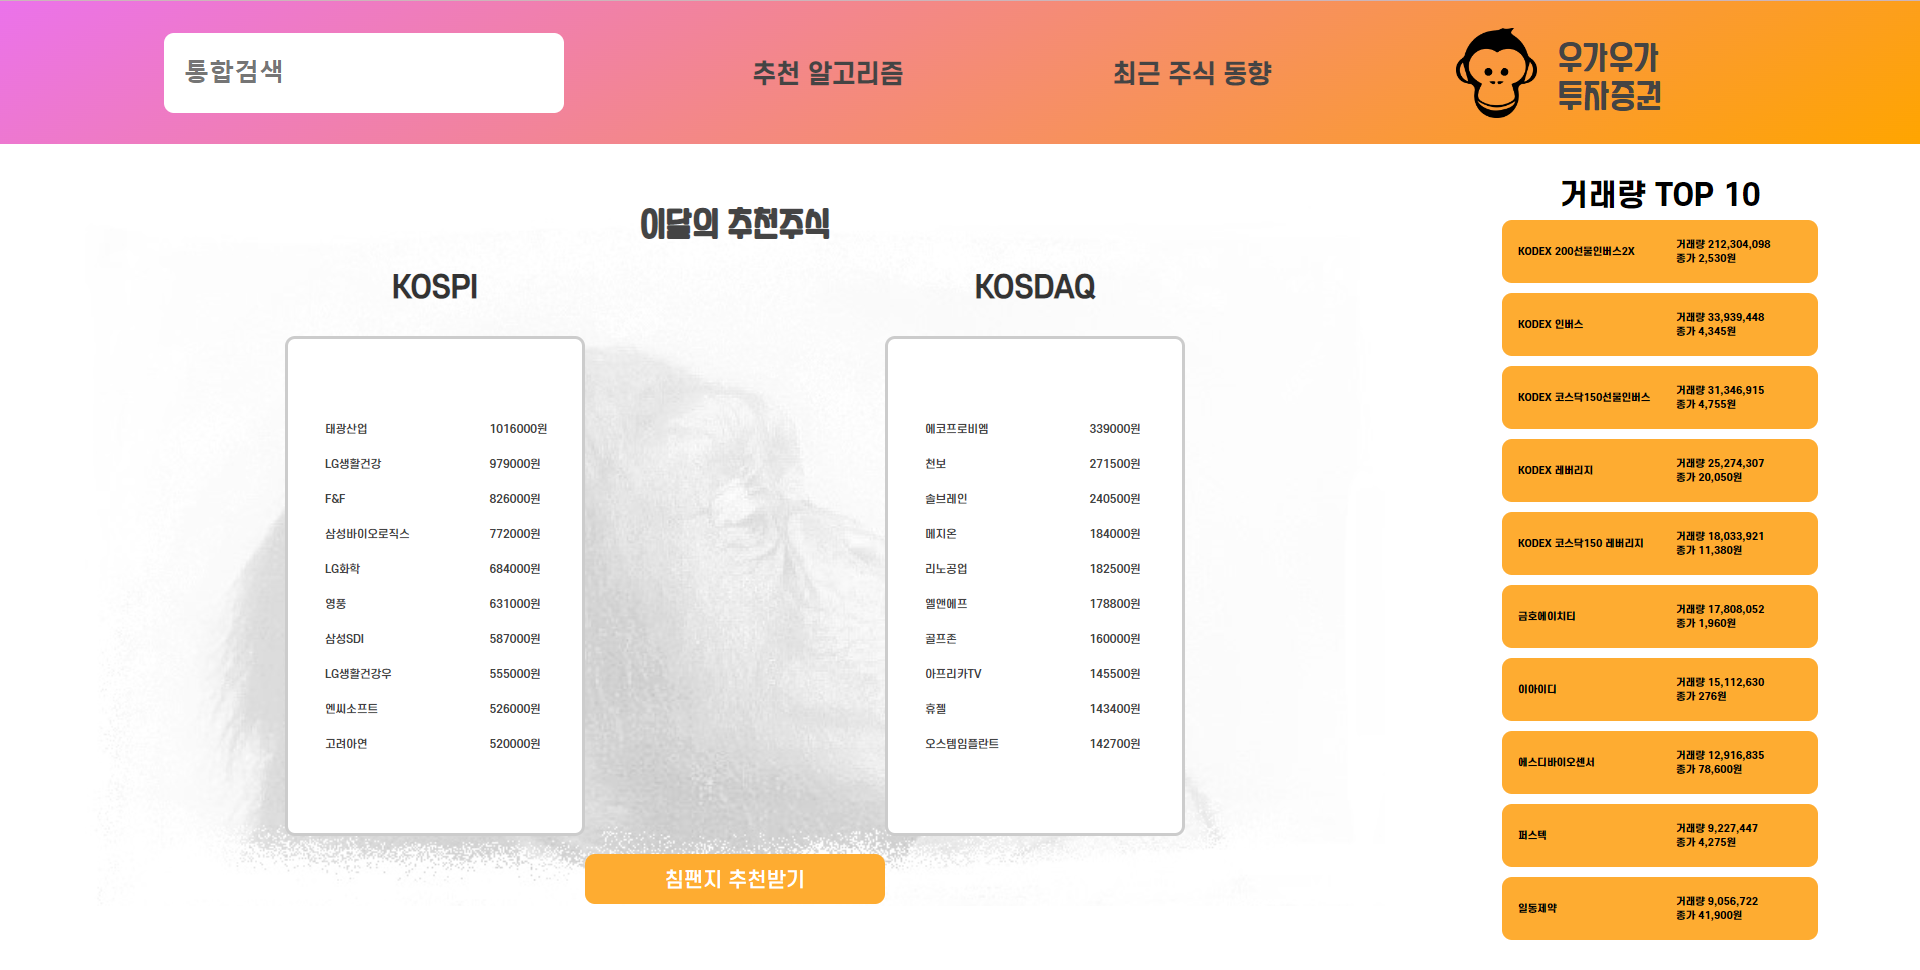 통합검색
추천 알고리즘
최근 주식 동향
우가우가
투자증권
이달의 추천주식
KOSPI
태광산업 1016000원
LG생활건강 979000원
F&F 826000원
삼성바이오로직스 772000원
LG화학 684000원
영풍 631000원
삼성SDI 587000원
LG생활건강우 555000원
엔씨소프트 526000원
고려아연 520000원
KOSDAQ
에코프로비엠 339000원
천보 271500원
솔브레인 240500원
메지온 184000원
리노공업 182500원
엘앤에프 178800원
골프존 160000원
아프리카TV 145500원
휴젤 143400원
오스템임플란트 142700원
침팬지 추천받기
거래량 TOP 10
KODEX 200선물인버스2X
거래량 212,304,098
종가 2,530원
KODEX 인버스
거래량 33,939,448
종가 4,345원
KODEX 코스닥150선물인버스
거래량 31,346,915
종가 4,755원
KODEX 레버리지
거래량 25,274,307
종가 20,050원
KODEX 코스닥150 레버리지
거래량 18,033,921
종가 11,380원
금호에이치티
거래량 17,808,052
종가 1,960원
이아이디
거래량 15,112,630
종가 276원
에스디바이오센서
거래량 12,916,835
종가 78,600원
퍼스텍
거래량 9,227,447
종가 4,275원
일동제약
거래량 9,056,722
종가 41,900원